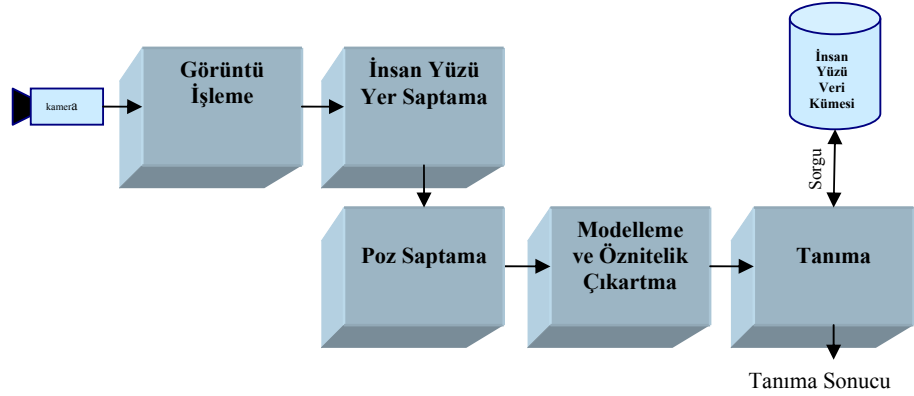 kamera
Görüntü
İşleme
İnsan Yüzü
Yer Saptama
İnsan
Yüzü
Veri
Kümesi
Sorgu
Poz Saptama
Modelleme
ve Öznitelik
Çıkartma
Tanıma
Tanıma Sonucu